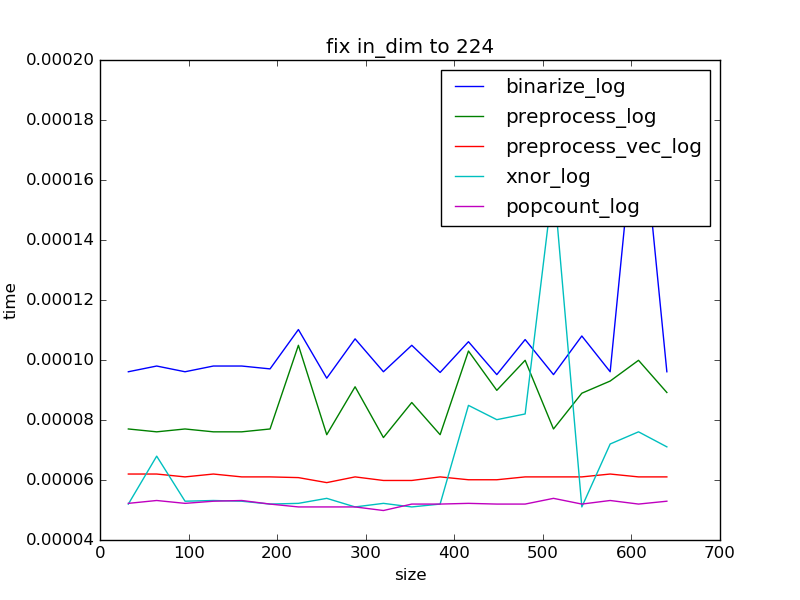 fix in_dim to 224
0.00020
0.00018
0.00016
0.00014
0.00012
0.00010
0.00008
0.00006
0.00004
time
binarize_log
preprocess_log
preprocess_vec_log
xnor_log
popcount_log
0 100 200 300 400 500 600 700
size